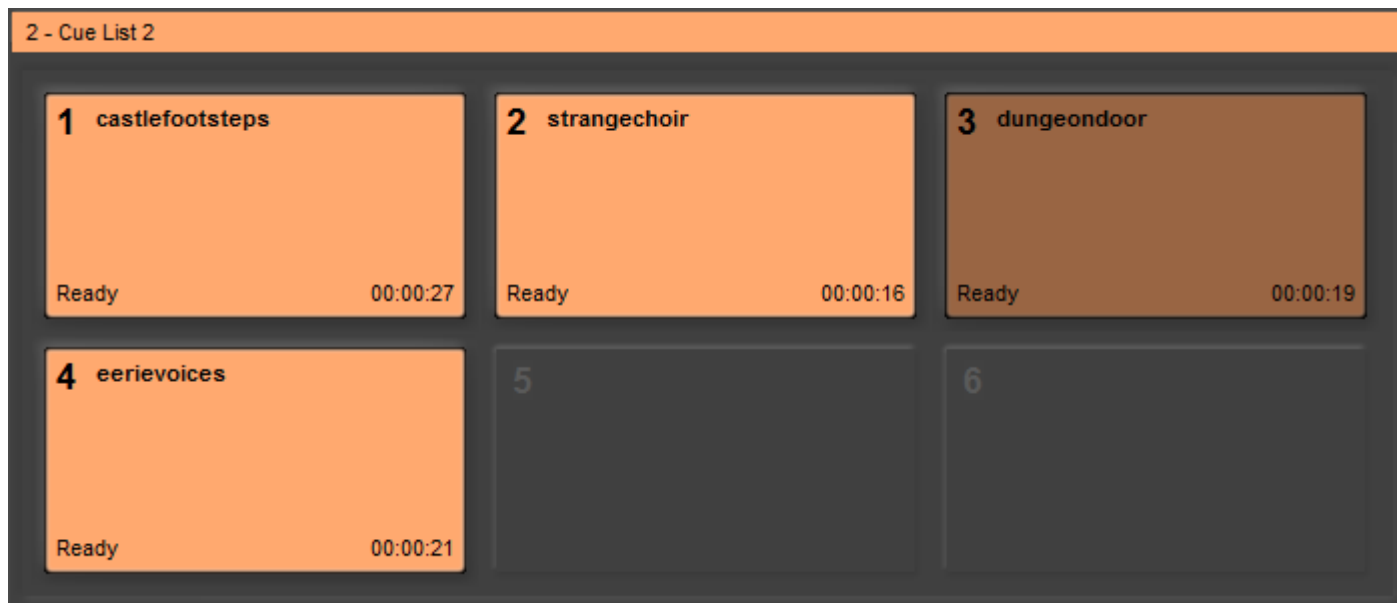 2 - Cue List 2
1 castlefootsteps
2 strangechoir
3 dungeondoor
Ready 00:00:27
Ready 00:00:16
Ready 00:00:19
4 eerievoices
5
6
Ready 00:00:21